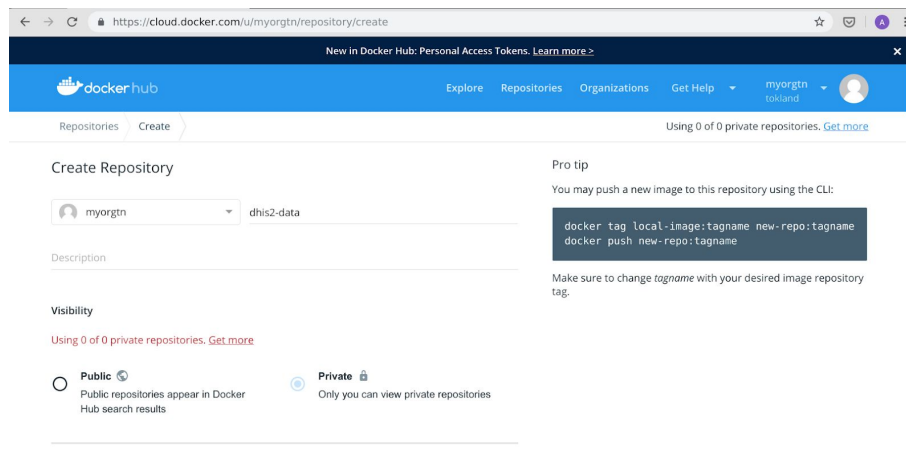 https://cloud.docker.com/u/myorgtn/repository/create
A
New in Docker Hub: Personal Access Tokens. Learn more >
docker hub
Explore Repositories Organizations Get Help myorgtn
tokland
Repositories Create
Using 0 of 0 private repositories. Get more
Create Repository
myorgtn dhis2-data
Description
Visibility
Using 0 of 0 private repositories. Get more
Public
Public repositories appear in Docker
Hub search results
Private
Only you can view private repositories
Pro tip
You may push a new image to this repository using the CLI:
docker tag local-image:tagname new-repo:tagname
docker push new-repo:tagname
Make sure to change tagname with your desired image repository
tag.